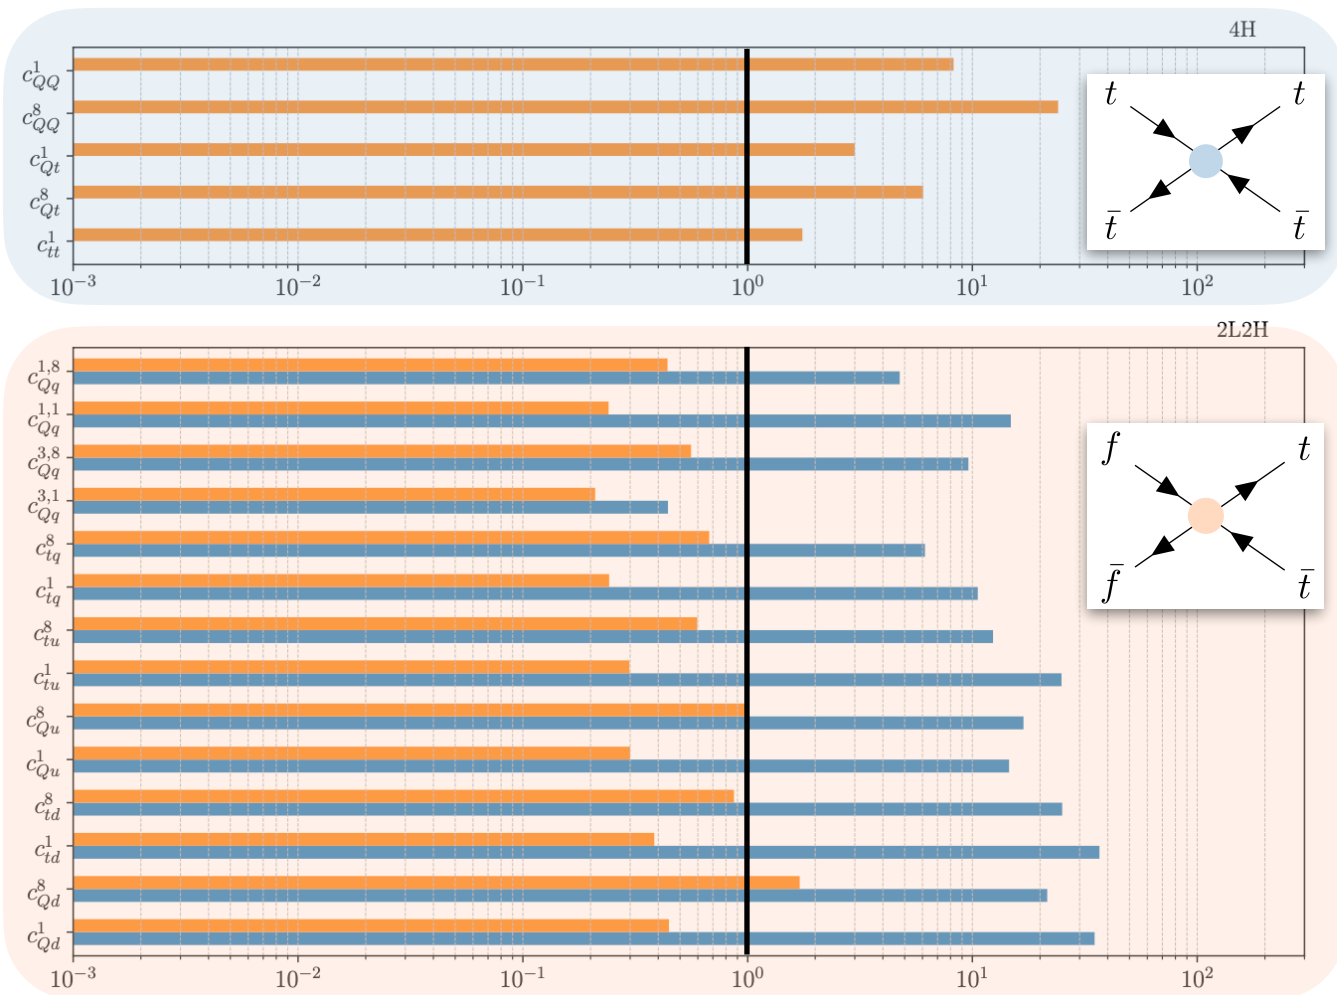 4H
c^1_{QQ}
c^8_{QQ}
c^1_{Qt}
c^8_{Qt}
c^1_{tt}
t t
t̄ t̄
10^{-3} 10^{-2} 10^{-1} 10^0 10^1 10^2
2L2H
c^{1,8}_{Qq}
c^{1,1}_{Qq}
c^{3,8}_{Qq}
c^{3,1}_{Qq}
c^8_{tq}
c^1_{tq}
c^8_{tu}
c^1_{tu}
c^8_{Qu}
c^1_{Qu}
c^8_{td}
c^1_{td}
c^8_{Qd}
c^1_{Qd}
f t
f̄ t̄
10^{-3} 10^{-2} 10^{-1} 10^0 10^1 10^2